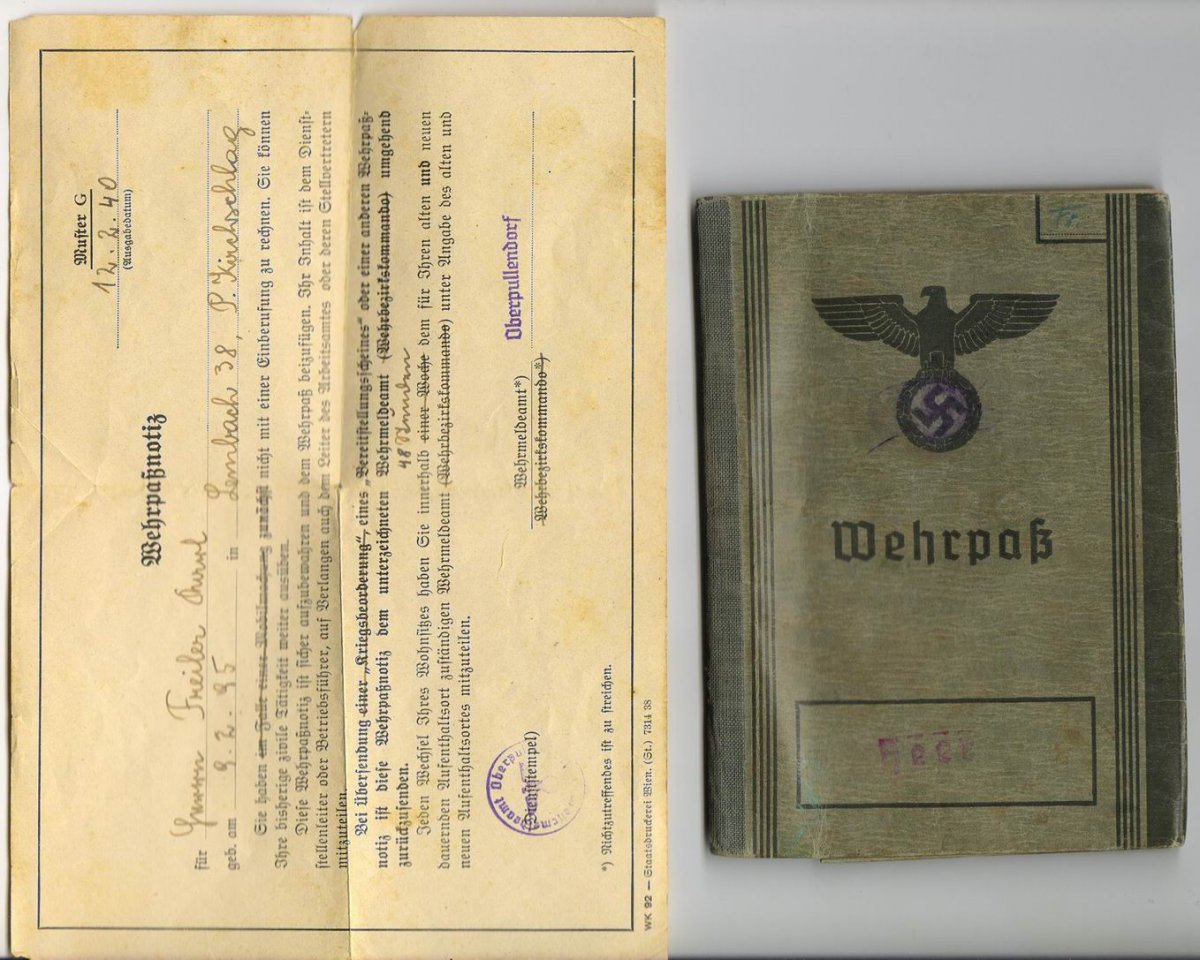 Muster G
12. 2. 40
(Ausgabedatum)
Wehrpaßnotiz
für Herrn Freiler
geb. am 9. 2. 95 in Lembach 38, P. Kirchschlag
Sie haben im Falle einer Mobilmachung zunächst nicht mit einer Einberufung zu rechnen. Sie können
Ihre bisherige zivile Tätigkeit weiter ausüben.
Diese Wehrpaßnotiz ist sicher aufzubewahren und dem Wehrpaß beizufügen. Ihr Inhalt ist dem Dienst-
stellenleiter oder Betriebsführer, auf Verlangen auch dem Leiter des Arbeitsamtes oder deren Stellvertretern
mitzuteilen.
Bei Übersendung einer „Kriegsbeorderung“, eines „Bereitstellungsscheines“ oder einer anderen Wehrpaß-
notiz ist diese Wehrpaßnotiz dem unterzeichneten Wehrmeldeamt (Wehrbezirkskommando) umgehend
zurückzusenden.
48 Stunden
Jeden Wechsel Ihres Wohnsitzes haben Sie innerhalb einer Woche dem für Ihren alten und neuen
dauernden Aufenthaltsort zuständigen Wehrmeldeamt (Wehrbezirkskommando) unter Angabe des alten und
neuen Aufenthaltsortes mitzuteilen.
Wehrmeldeamt*) Oberpullendorf
Wehrbezirkskommando*)
(Dienststempel)
*) Nichtzutreffendes ist zu streichen.
WK 92 — Staatsdruckerei Wien. (St.) 7314 38
Wehrpaß
Heer